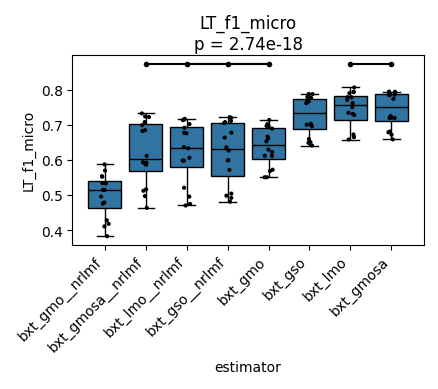 LT_f1_micro
p = 2.74e-18
LT_f1_micro
0.8
0.7
0.6
0.5
0.4
bxt_gmo__nrlmf
bxt_gmosa__nrlmf
bxt_lmo__nrlmf
bxt_gso__nrlmf
bxt_gmo
bxt_gso
bxt_lmo
bxt_gmosa
estimator